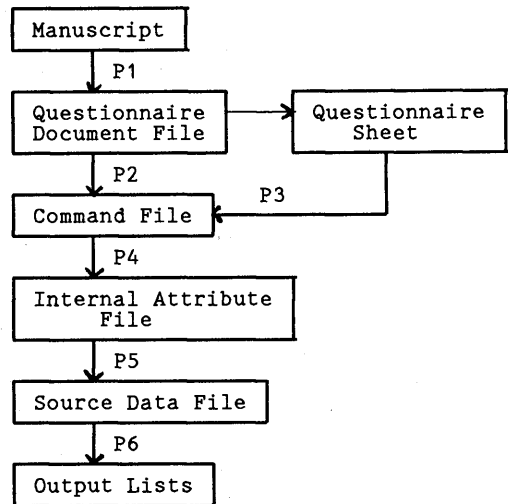 Manuscript
P1
Questionnaire
Document File
Questionnaire
Sheet
P2
P3
Command File
P4
Internal Attribute
File
P5
Source Data File
P6
Output Lists